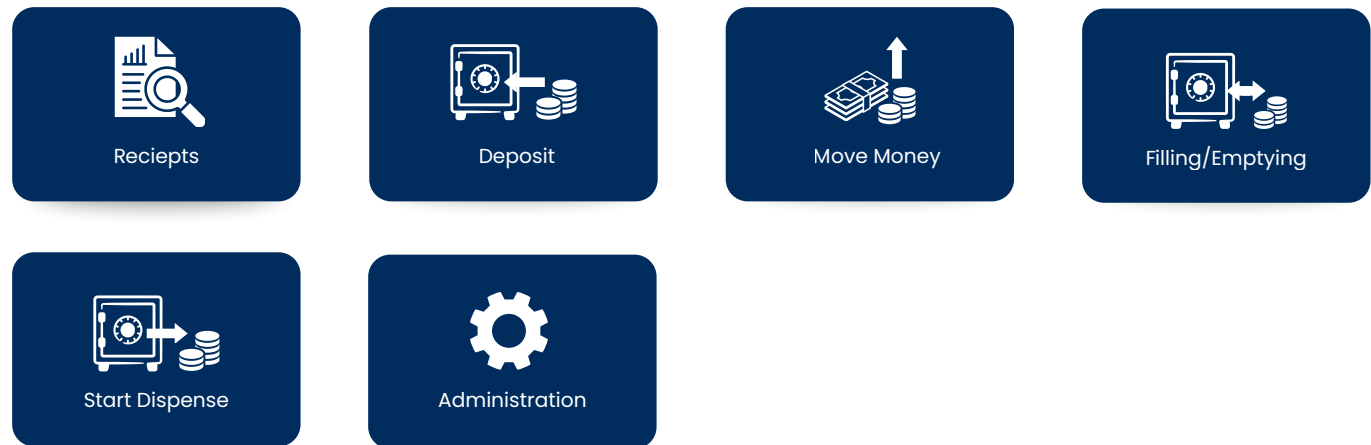 Reciepts
Deposit
Move Money
Filling/Emptying
Start Dispense
Administration